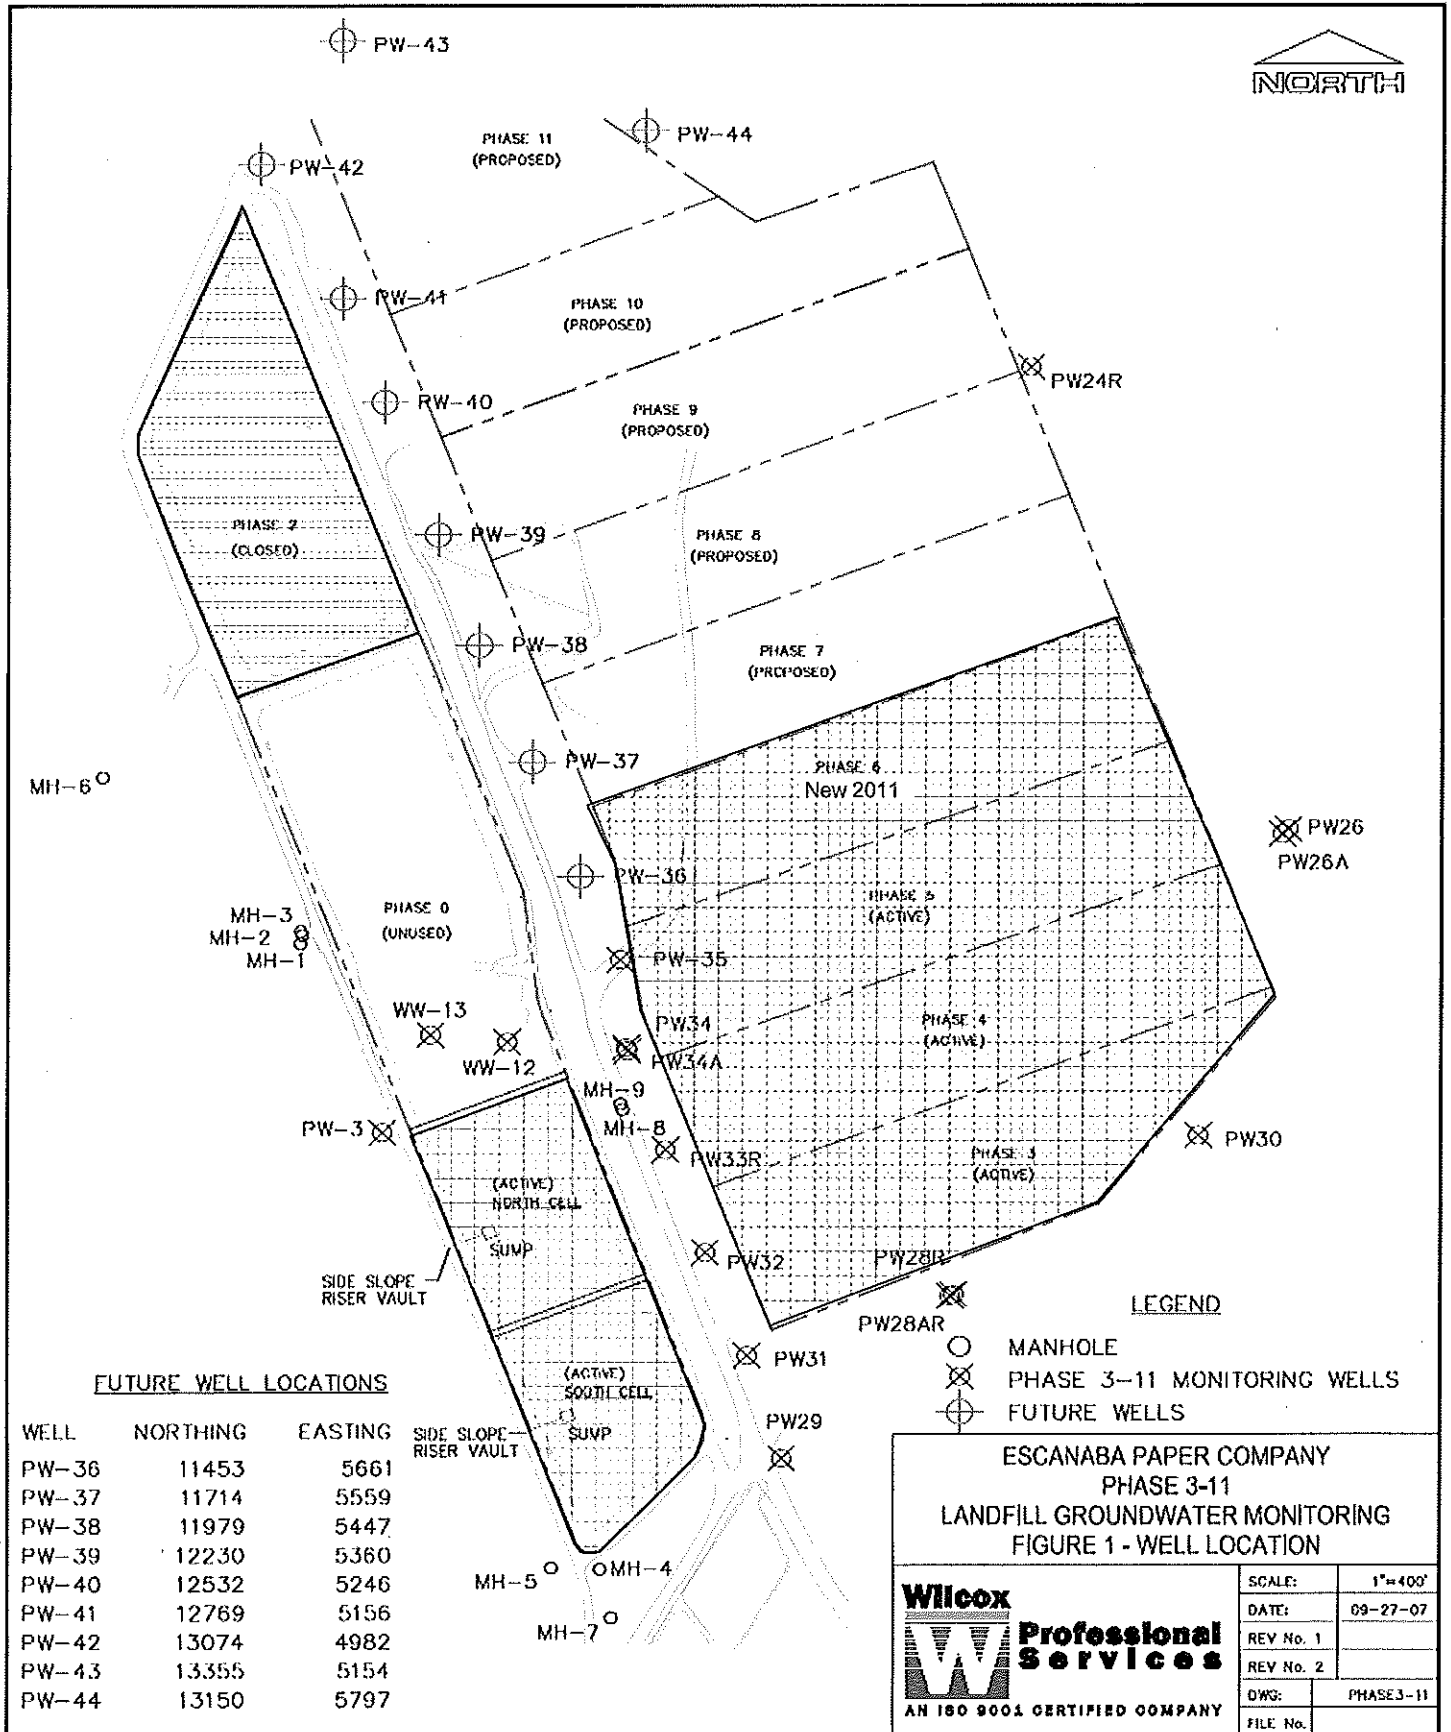 PW-43
NORTH
PHASE 11
(PROPOSED)
PW-44
PW-42
PW-41
PHASE 10
(PROPOSED)
PW24R
PW-40
PHASE 9
(PROPOSED)
PHASE 2
(CLOSED)
PW-39
PHASE 8
(PROPOSED)
PW-38
PHASE 7
(PROPOSED)
MH-6
PW-37
PHASE 6
New 2011
PW26
PW26A
PW-36
PHASE 0
(UNUSED)
PHASE 5
(ACTIVE)
MH-3
MH-2
MH-1
PW-35
WW-13
WW-12
PW34
PW34A
PHASE 4
(ACTIVE)
MH-9
MH-8
PW-3
PW33R
PHASE 3
(ACTIVE)
PW30
(ACTIVE)
NORTH CELL
SUMP
SIDE SLOPE
RISER VAULT
PW32
PW28R
PW28AR
PW31
(ACTIVE)
SOUTH CELL
SUMP
SIDE SLOPE
RISER VAULT
PW29
MH-5
MH-4
MH-7
LEGEND
MANHOLE
PHASE 3-11 MONITORING WELLS
FUTURE WELLS
FUTURE WELL LOCATIONS
WELL NORTHING EASTING
PW-36 11453 5661
PW-37 11714 5559
PW-38 11979 5447
PW-39 12230 5360
PW-40 12532 5246
PW-41 12769 5156
PW-42 13074 4982
PW-43 13355 5154
PW-44 13150 5797
ESCANABA PAPER COMPANY
PHASE 3-11
LANDFILL GROUNDWATER MONITORING
FIGURE 1 - WELL LOCATION
Wilcox
W
Professional
Services
AN ISO 9001 CERTIFIED COMPANY
SCALE: 1"=400'
DATE: 09-27-07
REV No. 1
REV No. 2
DWG: PHASE3-11
FILE No.